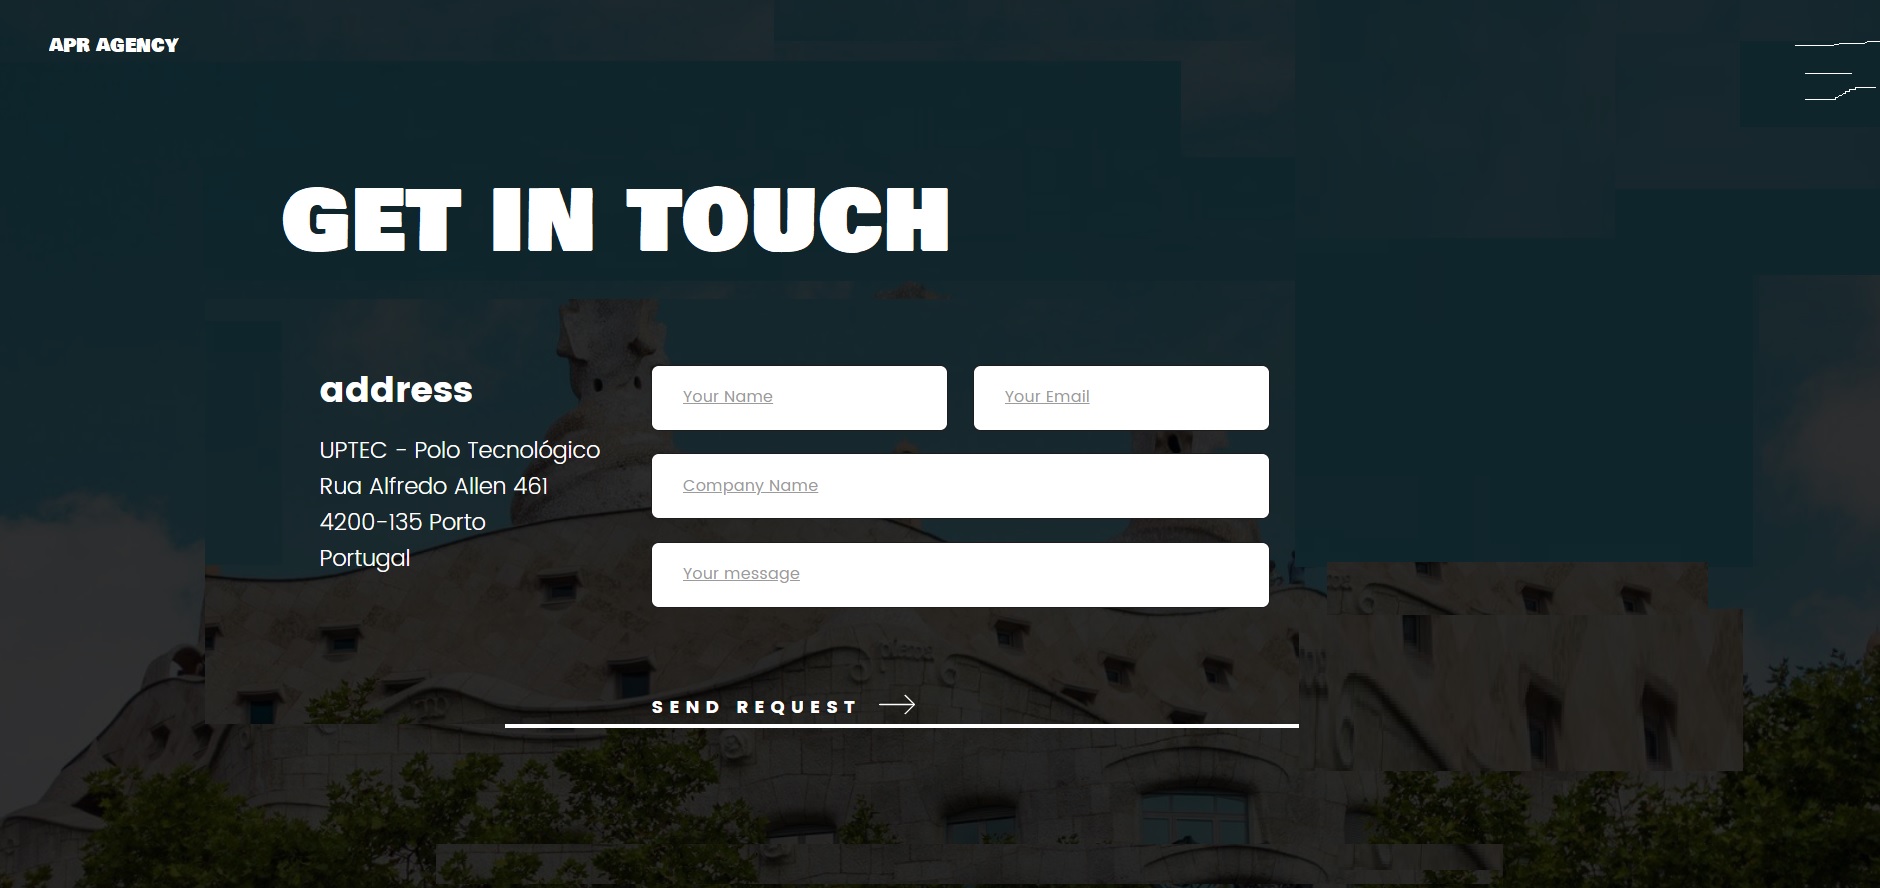 APR AGENCY
GET IN TOUCH
address
UPTEC - Polo Tecnológico
Rua Alfredo Allen 461
4200-135 Porto
Portugal
Your Name
Your Email
Company Name
Your message
SEND REQUEST